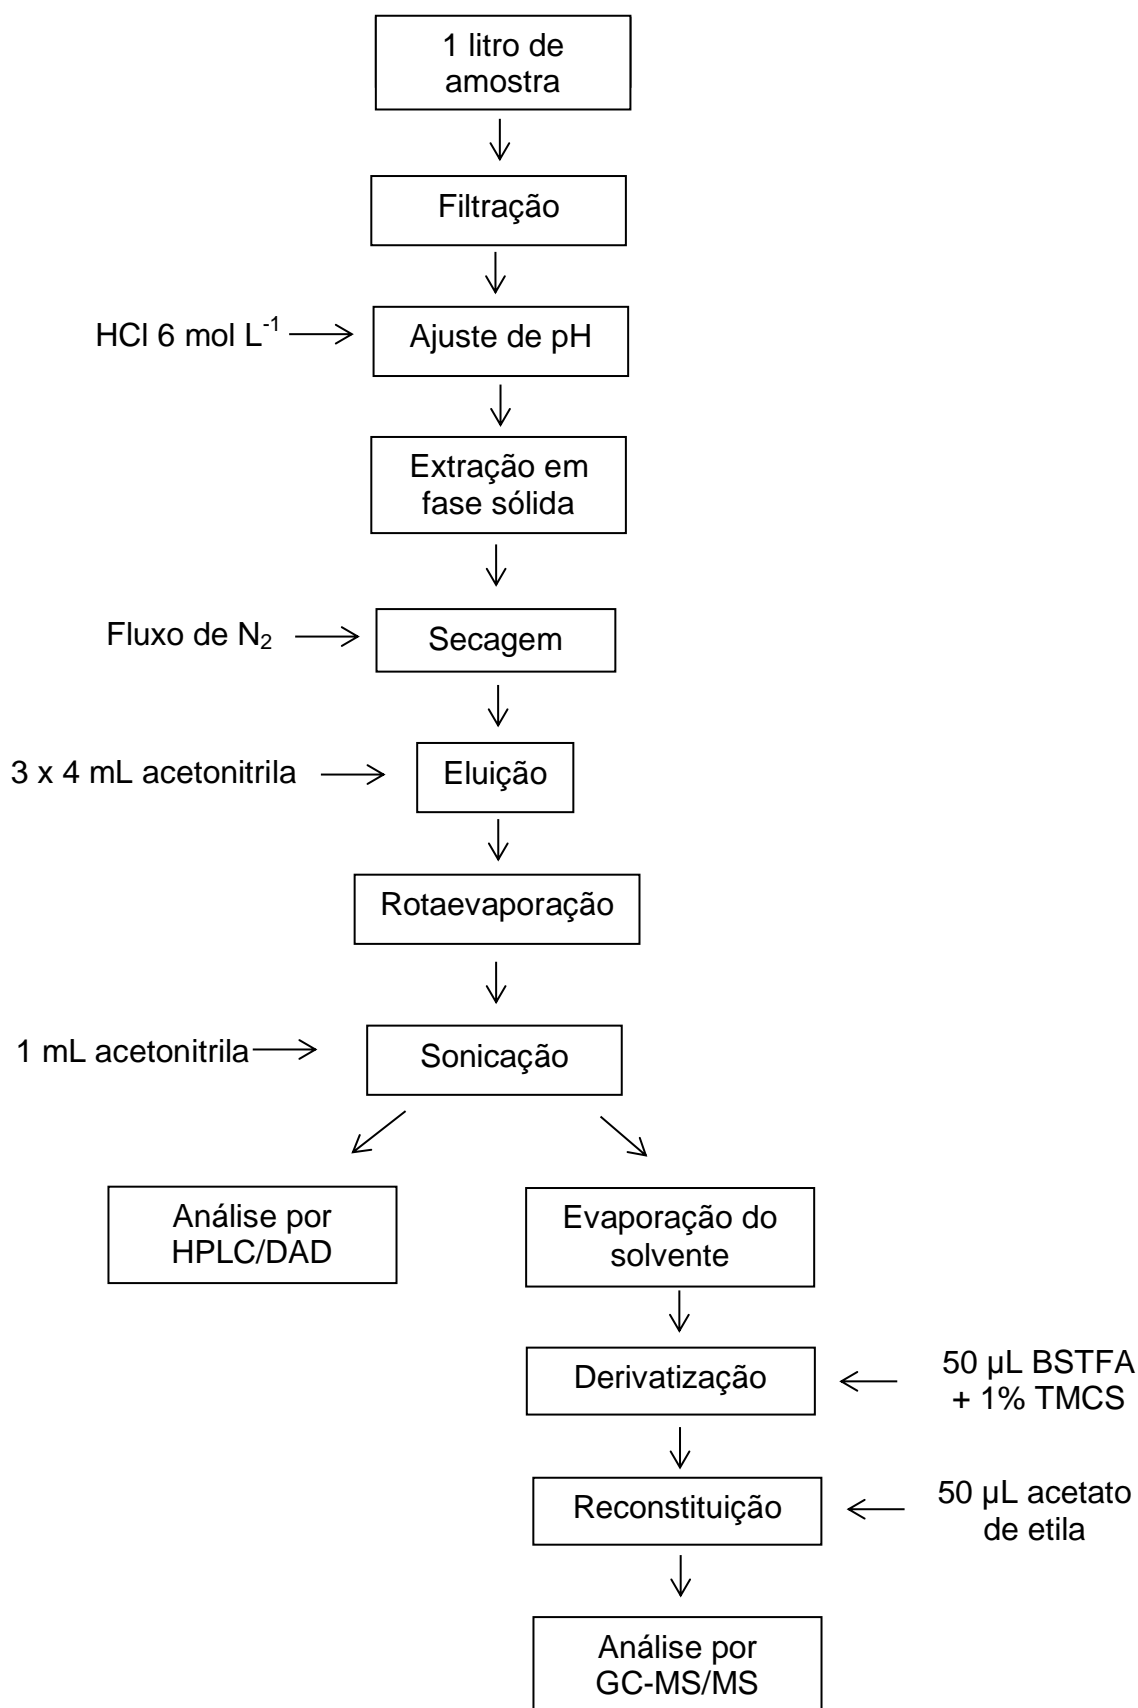 1 litro de
amostra
Filtração
HCl 6 mol L⁻¹
Ajuste de pH
Extração em
fase sólida
Fluxo de N₂
Secagem
3 x 4 mL acetonitrila
Eluição
Rotaevaporação
1 mL acetonitrila
Sonicação
Análise por
HPLC/DAD
Evaporação do
solvente
Derivatização
50 µL BSTFA
+ 1% TMCS
Reconstituição
50 µL acetato
de etila
Análise por
GC-MS/MS